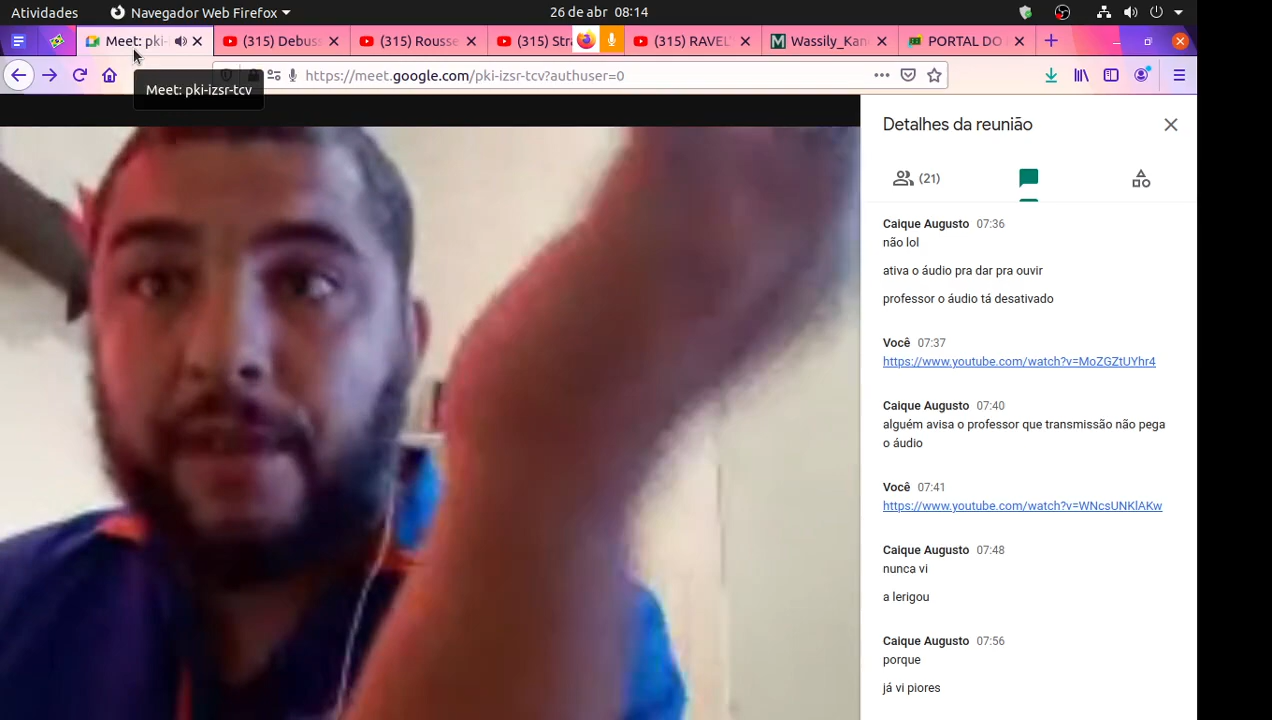 Atividades
Navegador Web Firefox
26 de abr 08:14
Meet: pki-
(315) Debus
(315) Rousse
(315) Stra
(315) RAVEL
Wassily_Kan
PORTAL DO
https://meet.google.com/pki-izsr-tcv?authuser=0
Meet: pki-izsr-tcv
Detalhes da reunião
(21)
Caique Augusto 07:36
não lol
ativa o áudio pra dar pra ouvir
professor o áudio tá desativado
Você 07:37
https://www.youtube.com/watch?v=MoZGZtUYhr4
Caique Augusto 07:40
alguém avisa o professor que transmissão não pega
o áudio
Você 07:41
https://www.youtube.com/watch?v=WNcsUNKlAKw
Caique Augusto 07:48
nunca vi
a lerigou
Caique Augusto 07:56
porque
já vi piores